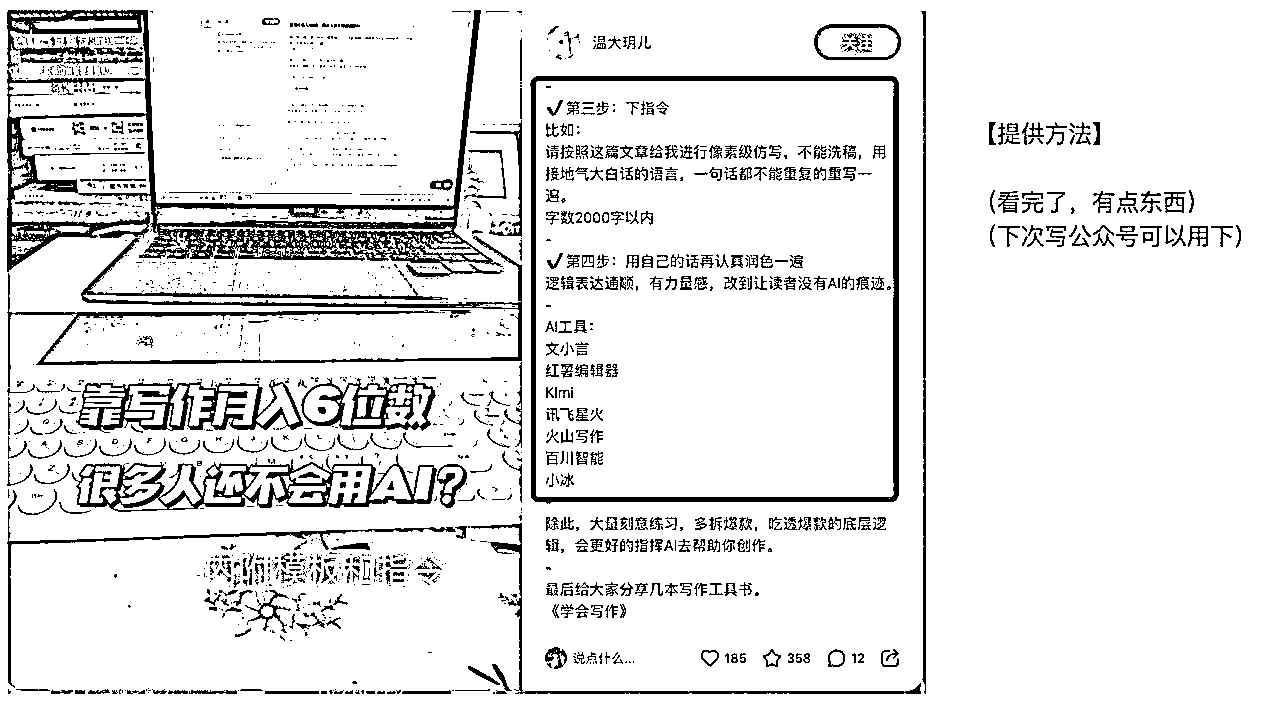 靠写作月入6位数
很多人还不会用AI?
内附模板和指令
温大玥儿
关注
-
✓第三步：下指令
比如：
请按照这篇文章给我进行像素级仿写，不能洗稿，用
接地气大白话的语言，一句话都不能重复的重写一
遍。
字数2000字以内
-
✓第四步：用自己的话再认真润色一遍
逻辑表达通顺，有力量感，改到让读者没有AI的痕迹。
-
AI工具：
文小言
红薯编辑器
KImi
讯飞星火
火山写作
百川智能
小冰
除此，大量刻意练习，多拆爆款，吃透爆款的底层逻
辑，会更好的指挥AI去帮助你创作。
-
最后给大家分享几本写作工具书。
《学会写作》
说点什么...
185
358
12
【提供方法】
（看完了，有点东西）
（下次写公众号可以用下）